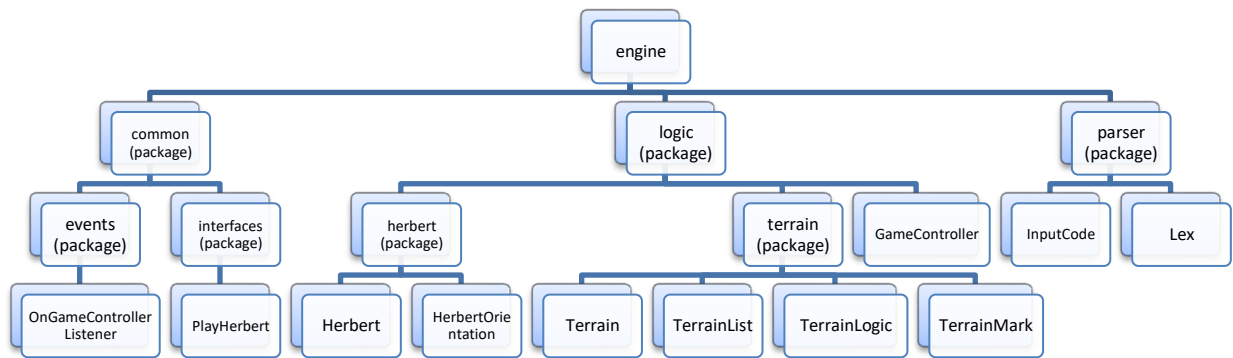 engine
common
(package)
logic
(package)
parser
(package)
events
(package)
interfaces
(package)
herbert
(package)
terrain
(package)
GameController
InputCode
Lex
OnGameController
Listener
PlayHerbert
Herbert
HerbertOrie
ntation
Terrain
TerrainList
TerrainLogic
TerrainMark